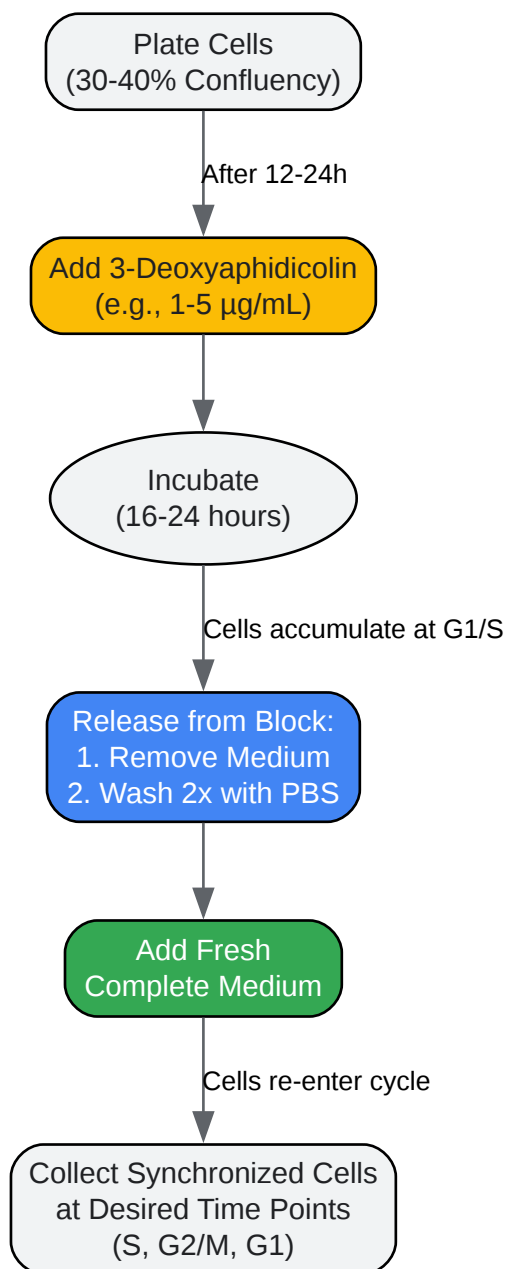 Plate Cells
(30-40% Confluency)
After 12-24h
Add 3-Deoxyaphidicolin
(e.g., 1-5 µg/mL)
Incubate
(16-24 hours)
Cells accumulate at G1/S
Release from Block:
1. Remove Medium
2. Wash 2x with PBS
Add Fresh
Complete Medium
Cells re-enter cycle
Collect Synchronized Cells
at Desired Time Points
(S, G2/M, G1)